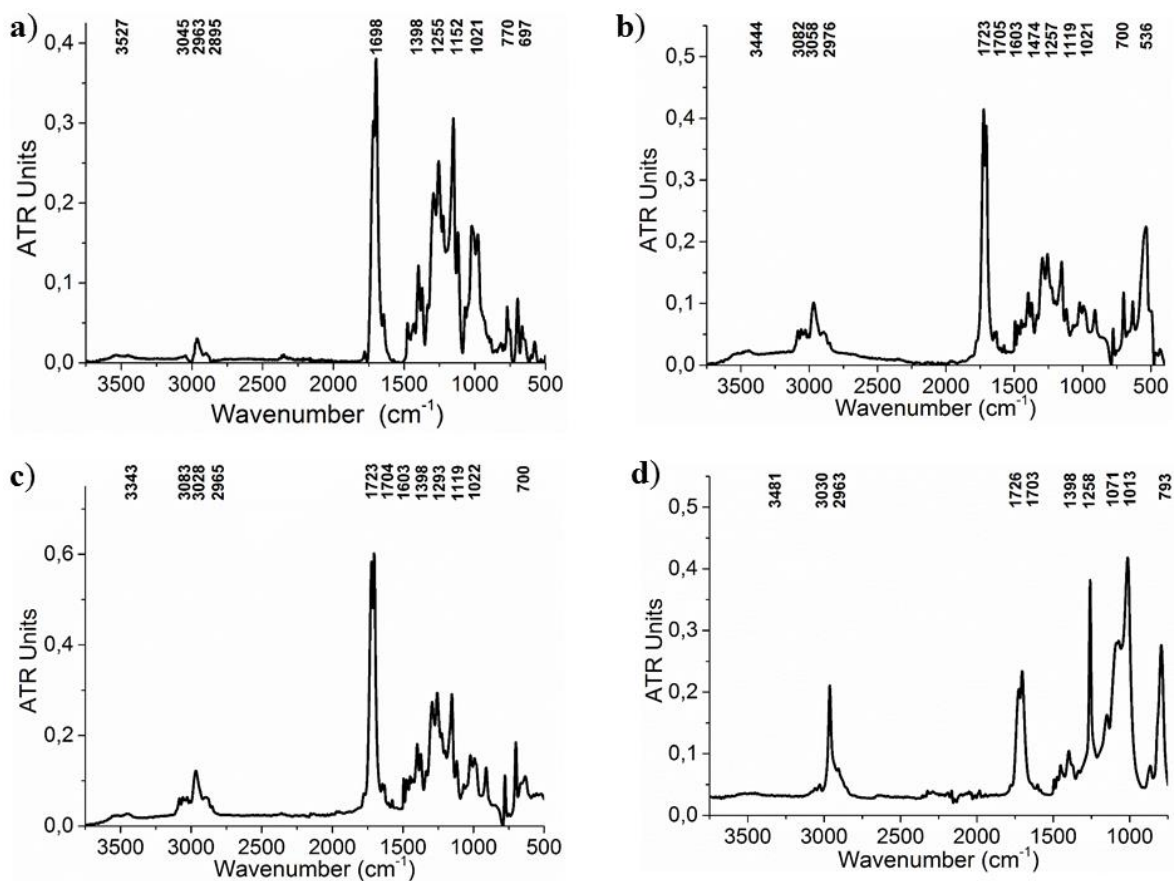 a)
3527 3045 2963 2895 1698 1398 1255 1152 1021 770 697
0,4
0,3
0,2
0,1
0,0
ATR Units
3500 3000 2500 2000 1500 1000 500
Wavenumber (cm⁻¹)
b)
3444 3082 3058 2976 1723 1705 1603 1474 1257 1119 1021 700 536
0,5
0,4
0,3
0,2
0,1
0,0
ATR Units
3500 3000 2500 2000 1500 1000 500
Wavenumber (cm⁻¹)
c)
3343 3083 3028 2965 1723 1704 1603 1398 1293 1119 1022 700
0,6
0,4
0,2
0,0
ATR Units
3500 3000 2500 2000 1500 1000 500
Wavenumber (cm⁻¹)
d)
3481 3030 2963 1726 1703 1398 1258 1071 1013 793
0,5
0,4
0,3
0,2
0,1
0,0
ATR Units
3500 3000 2500 2000 1500 1000
Wavenumber (cm⁻¹)